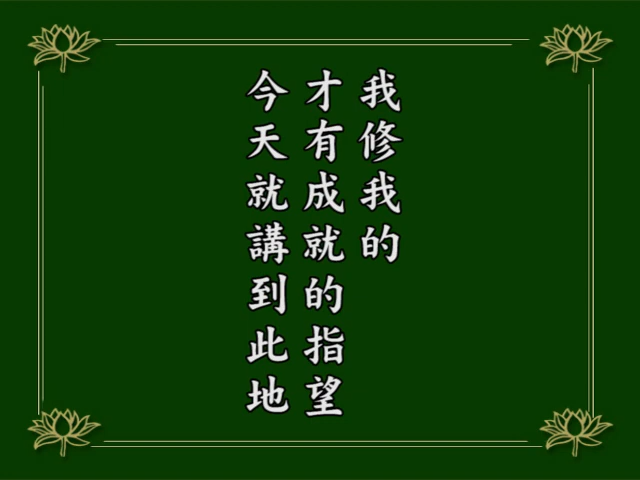 我修我的
才有成就的指望
今天就講到此地